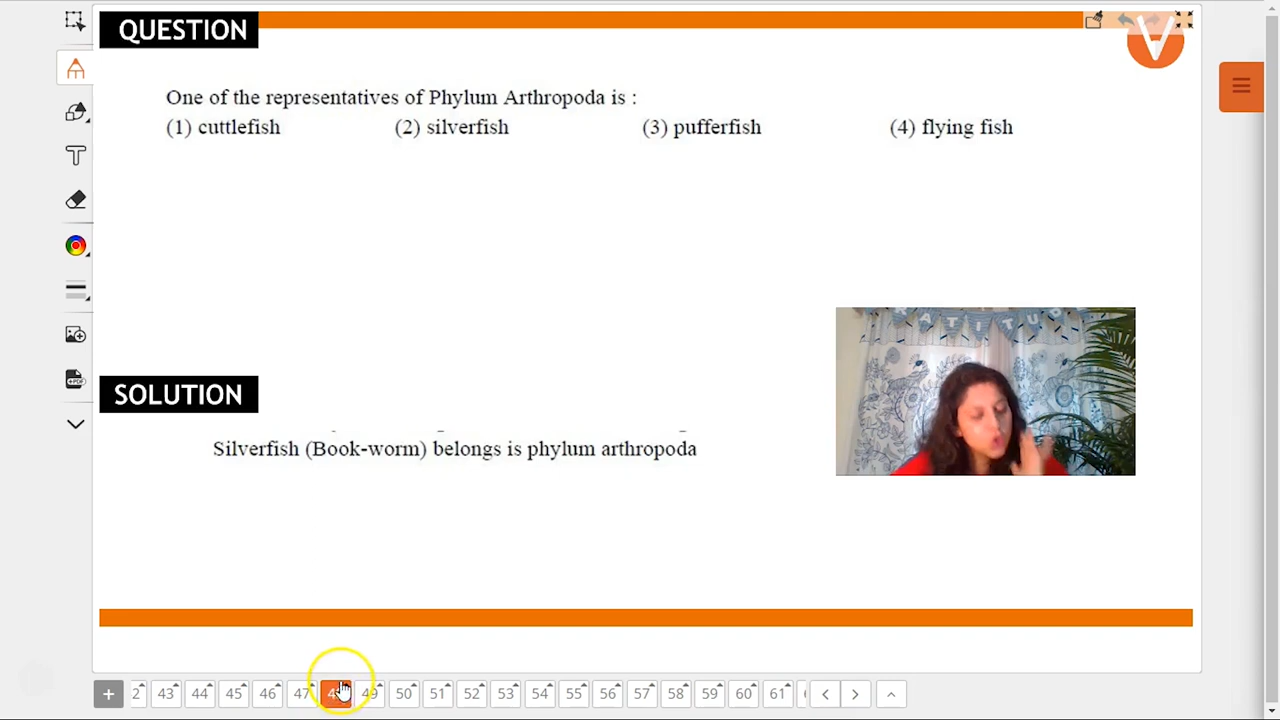 QUESTION
One of the representatives of Phylum Arthropoda is :
(1) cuttlefish (2) silverfish (3) pufferfish (4) flying fish
RATITUD
SOLUTION
Silverfish (Book-worm) belongs is phylum arthropoda
2 43 44 45 46 47 49 50 51 52 53 54 55 56 57 58 59 60 61